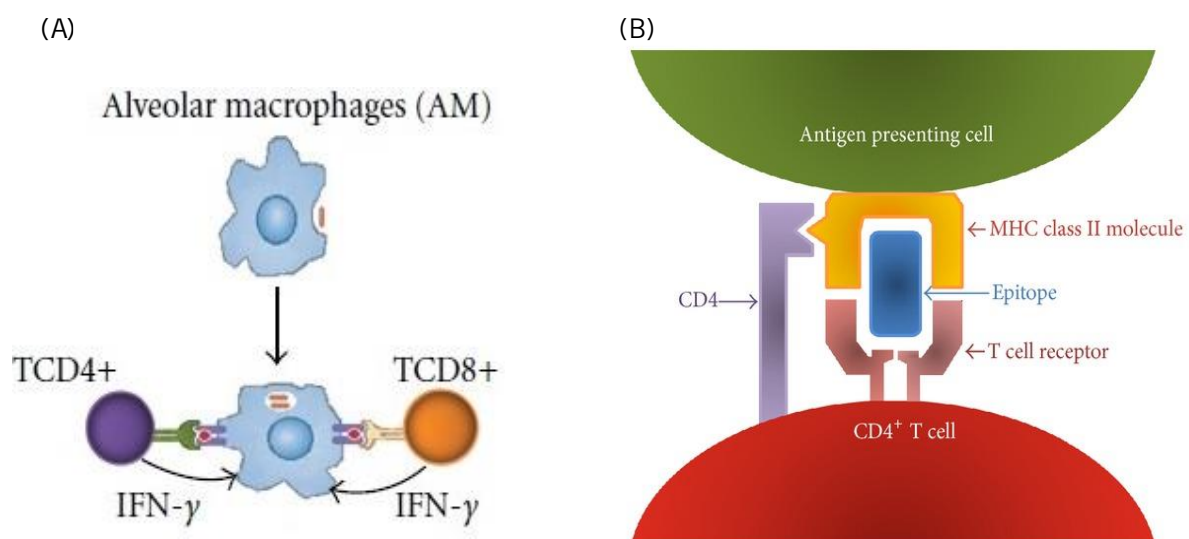 (A)
Alveolar macrophages (AM)
TCD4+
TCD8+
IFN-γ
IFN-γ
(B)
Antigen presenting cell
MHC class II molecule
CD4
Epitope
T cell receptor
CD4⁺ T cell